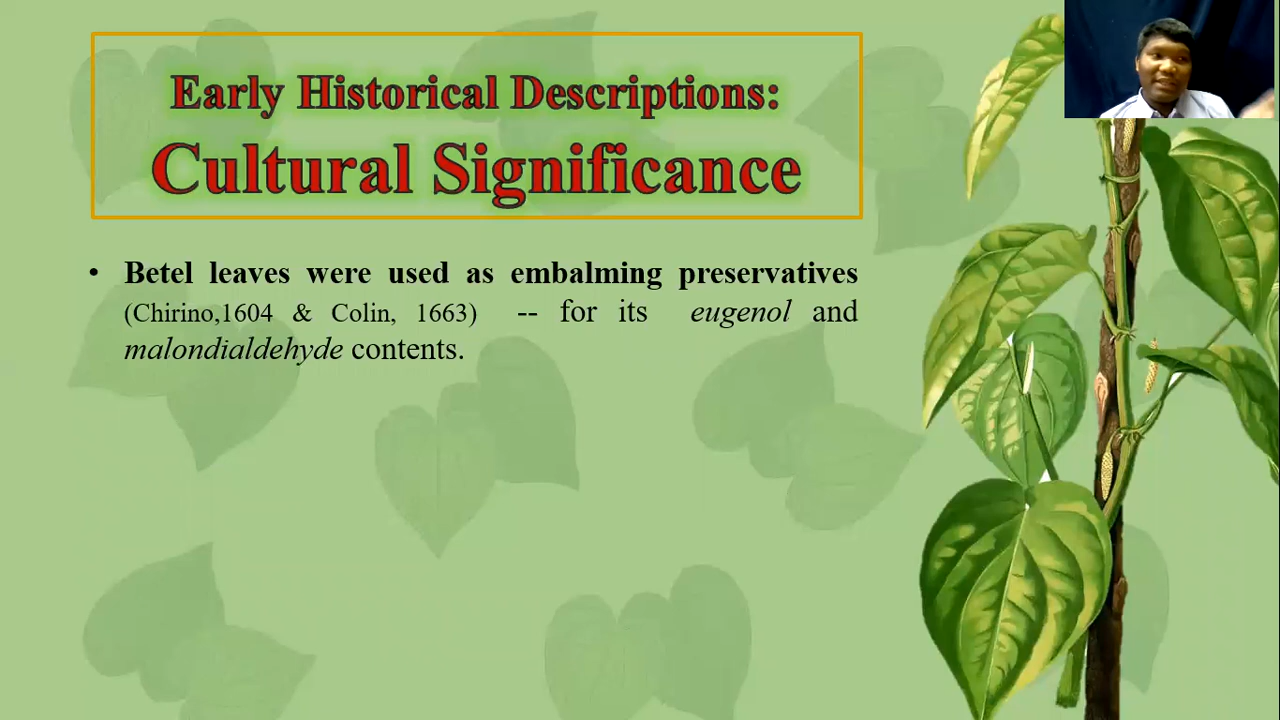 Early Historical Descriptions:
Cultural Significance
• Betel leaves were used as embalming preservatives
(Chirino,1604 & Colin, 1663) -- for its eugenol and
malondialdehyde contents.